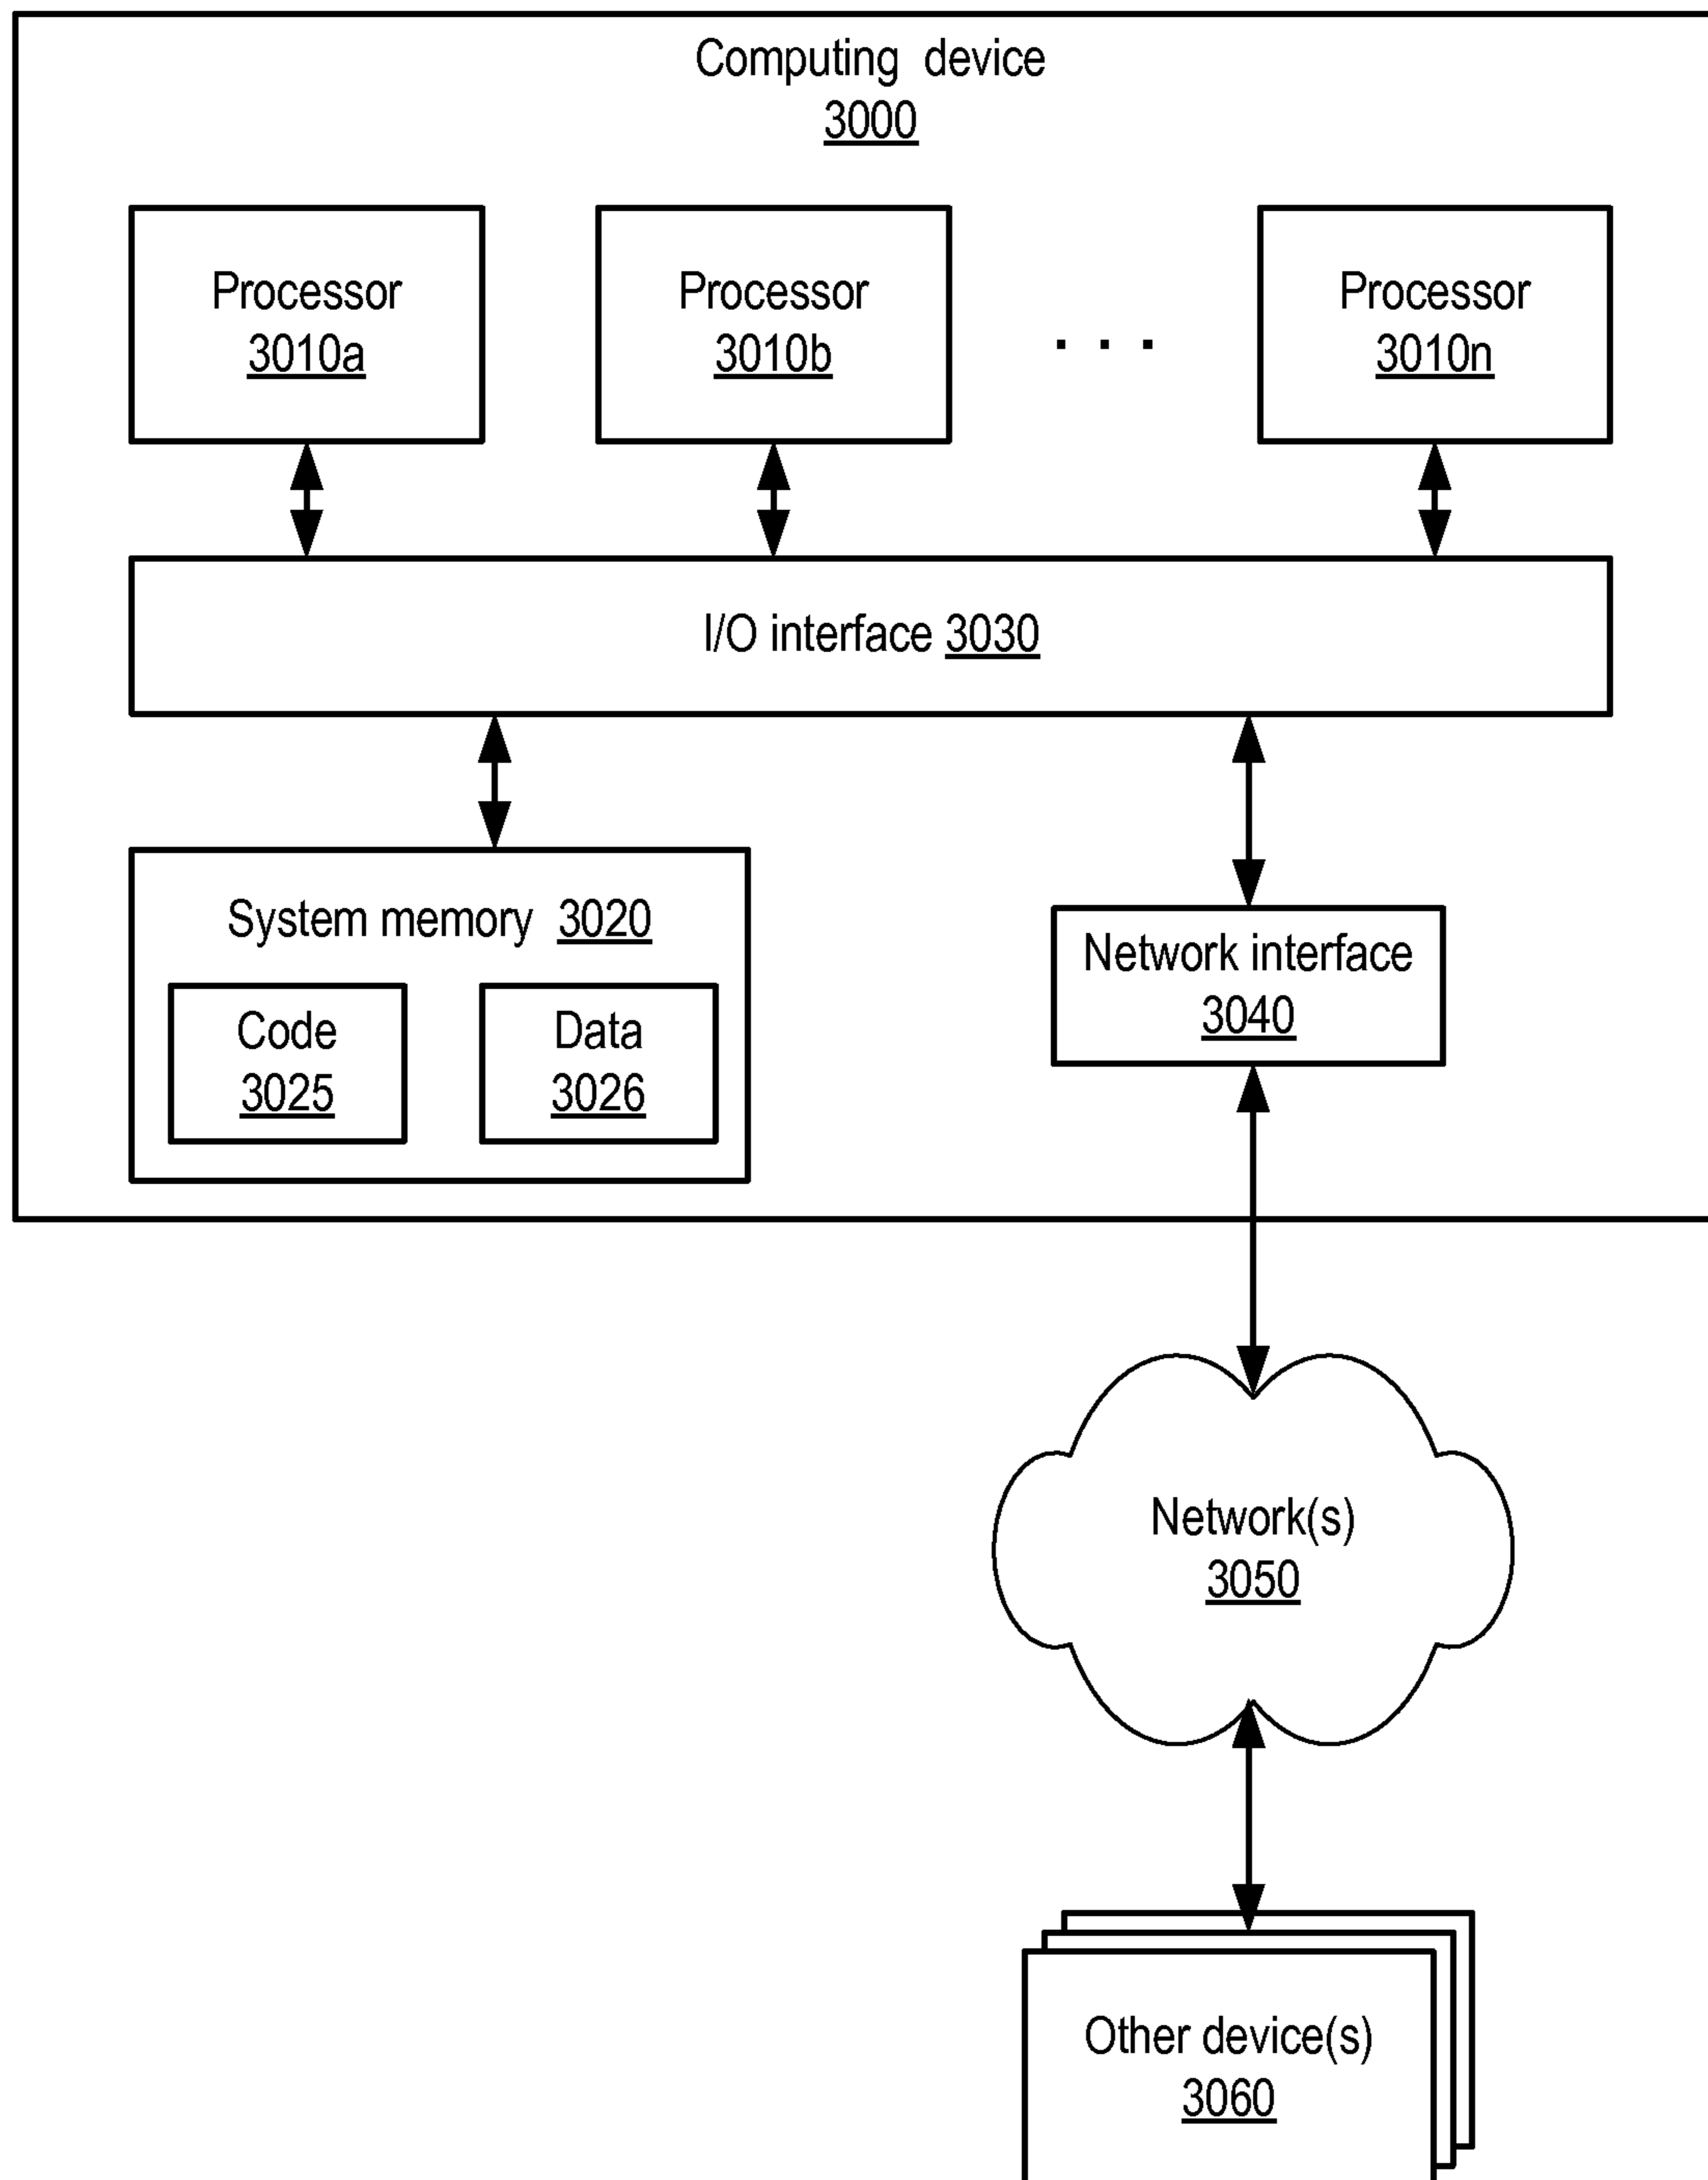 Computing device
3000
Processor
3010a
Processor
3010b
. . .
Processor
3010n
I/O interface 3030
System memory 3020
Code
3025
Data
3026
Network interface
3040
Network(s)
3050
Other device(s)
3060